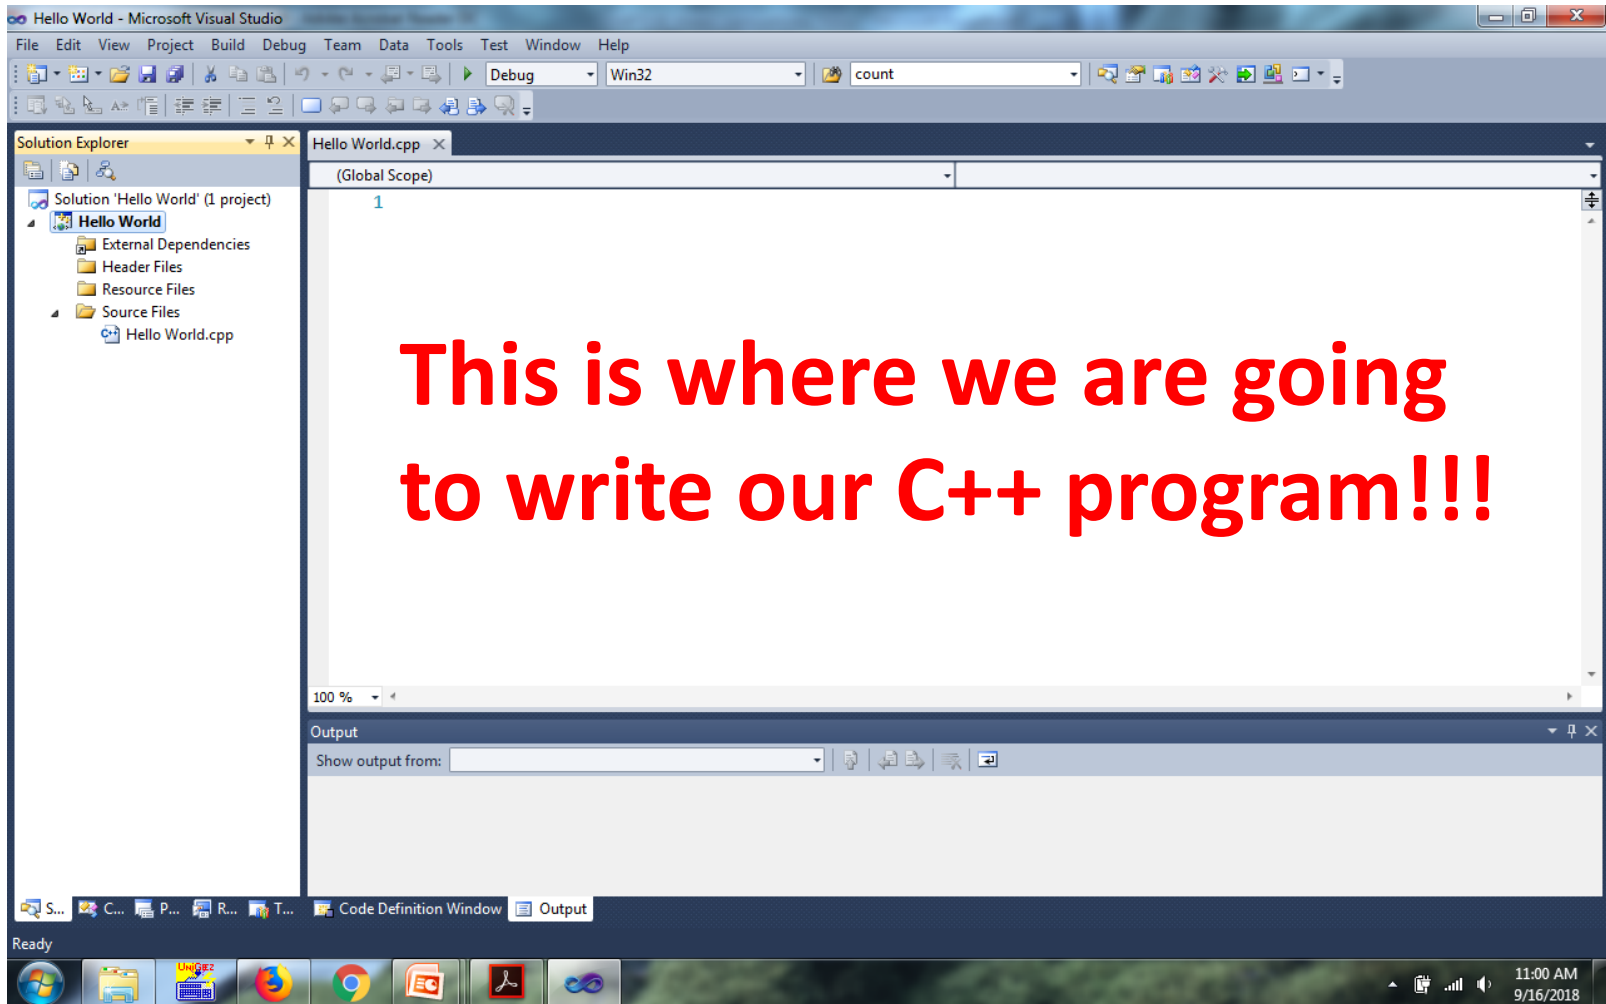 Hello World - Microsoft Visual Studio
File Edit View Project Build Debug Team Data Tools Test Window Help
Debug Win32 count
Solution Explorer
Hello World.cpp
(Global Scope)
Solution 'Hello World' (1 project)
Hello World
External Dependencies
Header Files
Resource Files
Source Files
Hello World.cpp
1
This is where we are going
to write our C++ program!!!
100 %
Output
Show output from:
S... C... P... R... T... Code Definition Window Output
Ready
UniGEZ
11:00 AM
9/16/2018